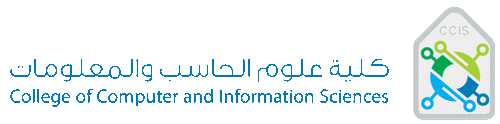 كلية علوم الحاسب والمعلومات
College of Computer and Information Sciences
CCIS